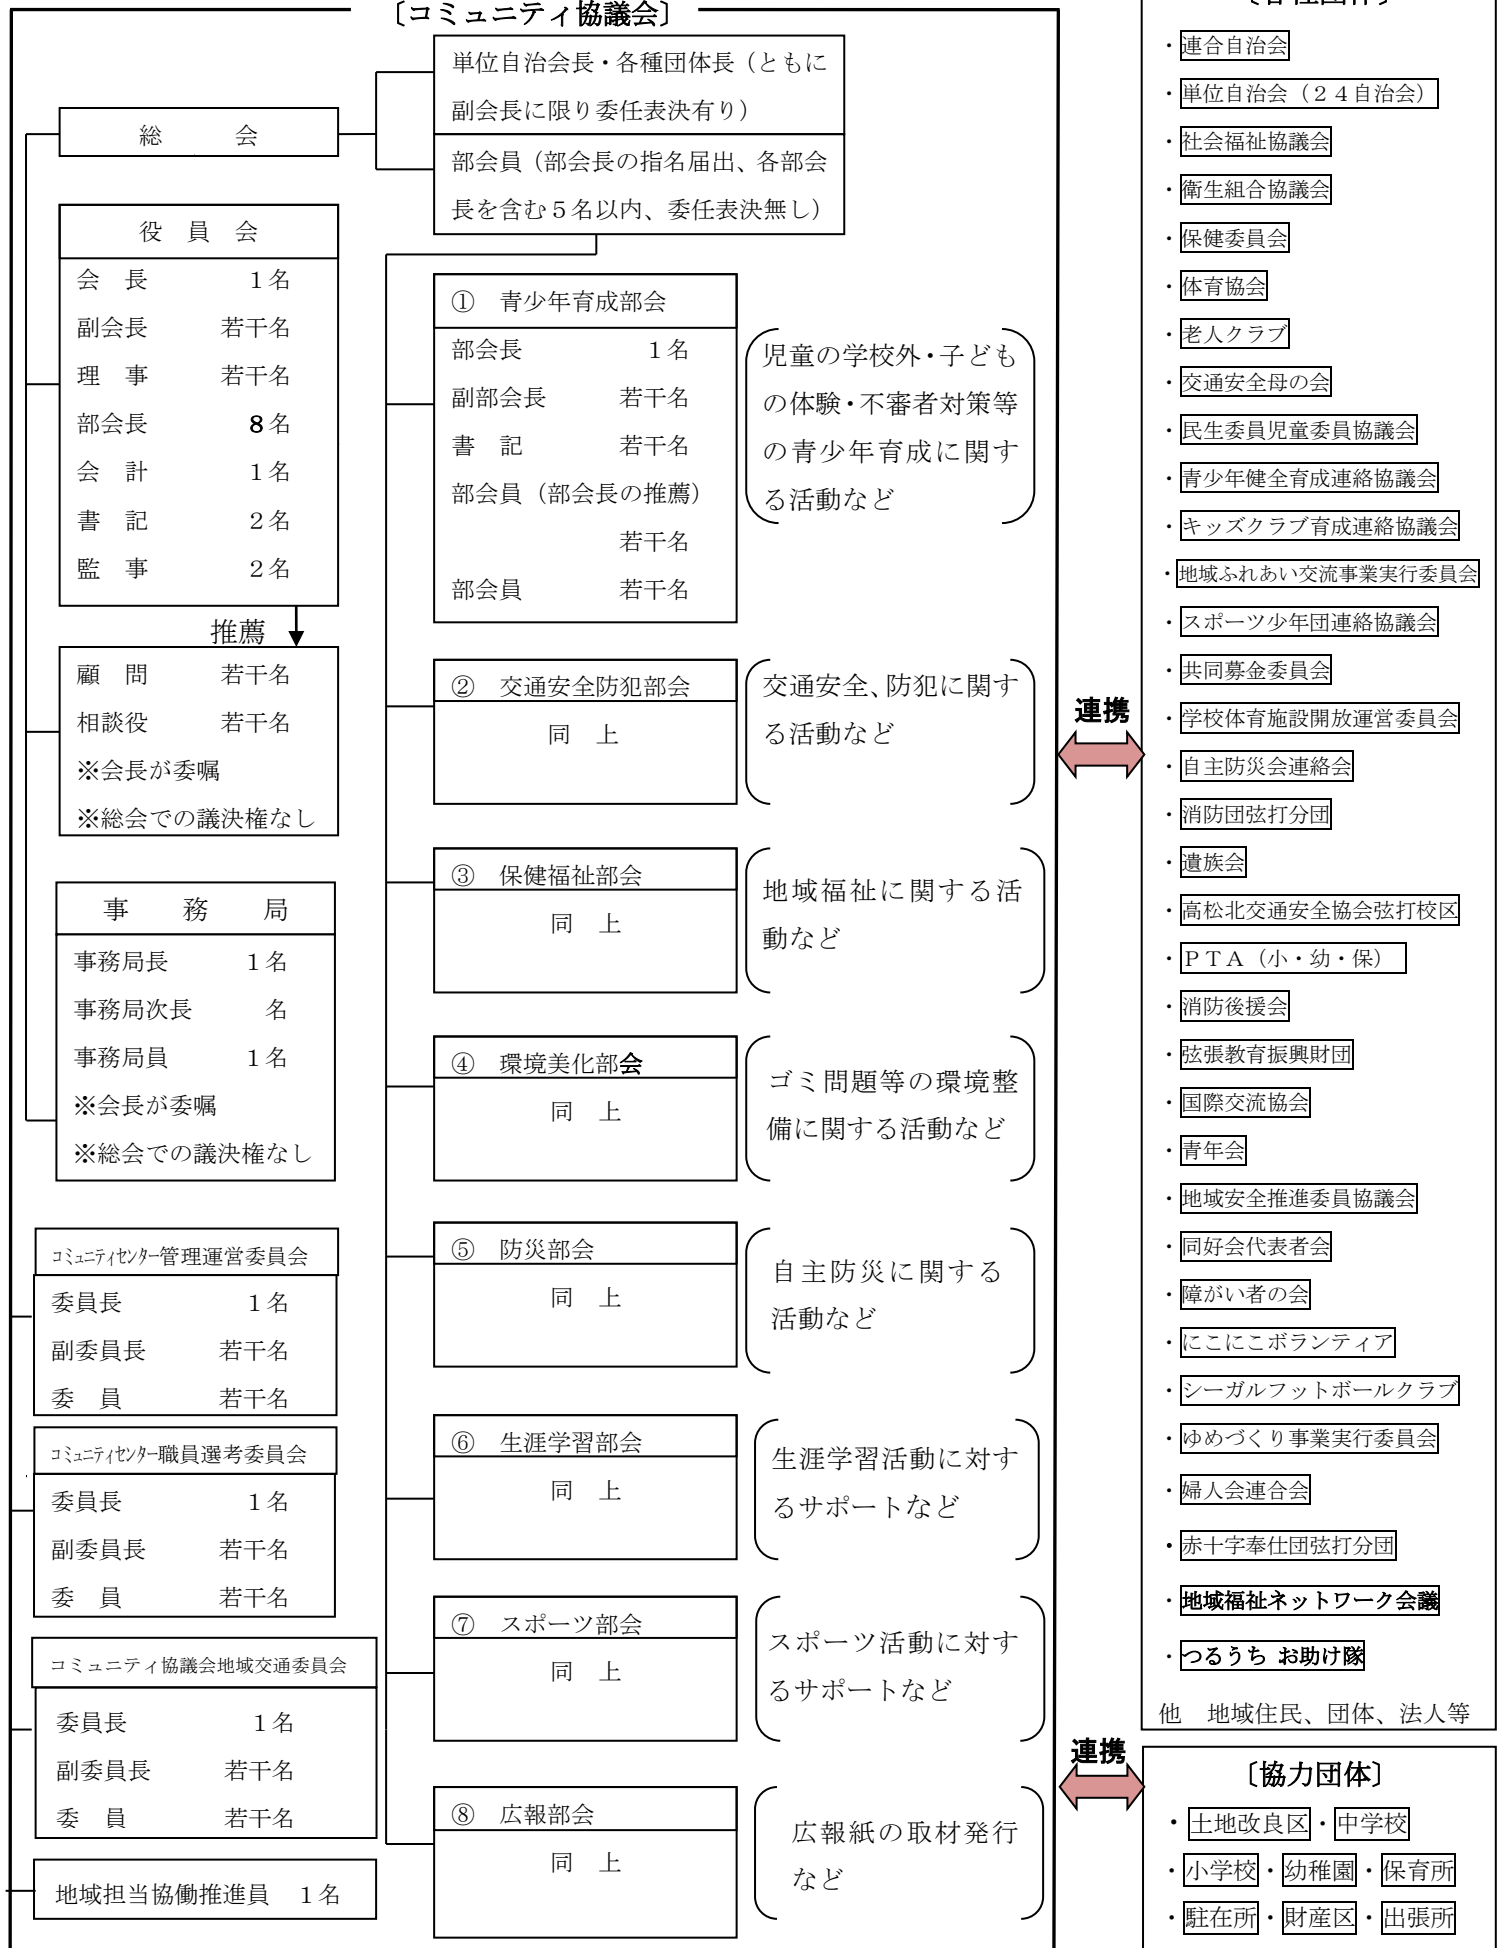 〔コミュニティ協議会〕
総　　会
単位自治会長・各種団体長（ともに
副会長に限り委任表決有り）
部会員（部会長の指名届出、各部会
長を含む５名以内、委任表決無し）
役　員　会
会　長　１名
副会長　若干名
理　事　若干名
部会長　8名
会　計　１名
書　記　２名
監　事　２名
推薦
顧　問　若干名
相談役　若干名
※会長が委嘱
※総会での議決権なし
事　務　局
事務局長　１名
事務局次長　名
事務局員　１名
※会長が委嘱
※総会での議決権なし
コミュニティセンター管理運営委員会
委員長　１名
副委員長　若干名
委　員　若干名
コミュニティセンター職員選考委員会
委員長　１名
副委員長　若干名
委　員　若干名
コミュニティ協議会地域交通委員会
委員長　１名
副委員長　若干名
委　員　若干名
地域担当協働推進員　１名
①　青少年育成部会
部会長　１名
副部会長　若干名
書　記　若干名
部会員（部会長の推薦）
若干名
部会員　若干名
児童の学校外・子ども
の体験・不審者対策等
の青少年育成に関す
る活動など
②　交通安全防犯部会
同　上
交通安全、防犯に関す
る活動など
③　保健福祉部会
同　上
地域福祉に関する活
動など
④　環境美化部会
同　上
ゴミ問題等の環境整
備に関する活動など
⑤　防災部会
同　上
自主防災に関する
活動など
⑥　生涯学習部会
同　上
生涯学習活動に対す
るサポートなど
⑦　スポーツ部会
同　上
スポーツ活動に対す
るサポートなど
⑧　広報部会
同　上
広報紙の取材発行
など
連携
連携
・連合自治会
・単位自治会（２４自治会）
・社会福祉協議会
・衛生組合協議会
・保健委員会
・体育協会
・老人クラブ
・交通安全母の会
・民生委員児童委員協議会
・青少年健全育成連絡協議会
・キッズクラブ育成連絡協議会
・地域ふれあい交流事業実行委員会
・スポーツ少年団連絡協議会
・共同募金委員会
・学校体育施設開放運営委員会
・自主防災会連絡会
・消防団弦打分団
・遺族会
・高松北交通安全協会弦打校区
・ＰＴＡ（小・幼・保）
・消防後援会
・弦張教育振興財団
・国際交流協会
・青年会
・地域安全推進委員協議会
・同好会代表者会
・障がい者の会
・にこにこボランティア
・シーガルフットボールクラブ
・ゆめづくり事業実行委員会
・婦人会連合会
・赤十字奉仕団弦打分団
・地域福祉ネットワーク会議
・つるうち お助け隊
他　地域住民、団体、法人等
〔協力団体〕
・土地改良区・中学校
・小学校・幼稚園・保育所
・駐在所・財産区・出張所